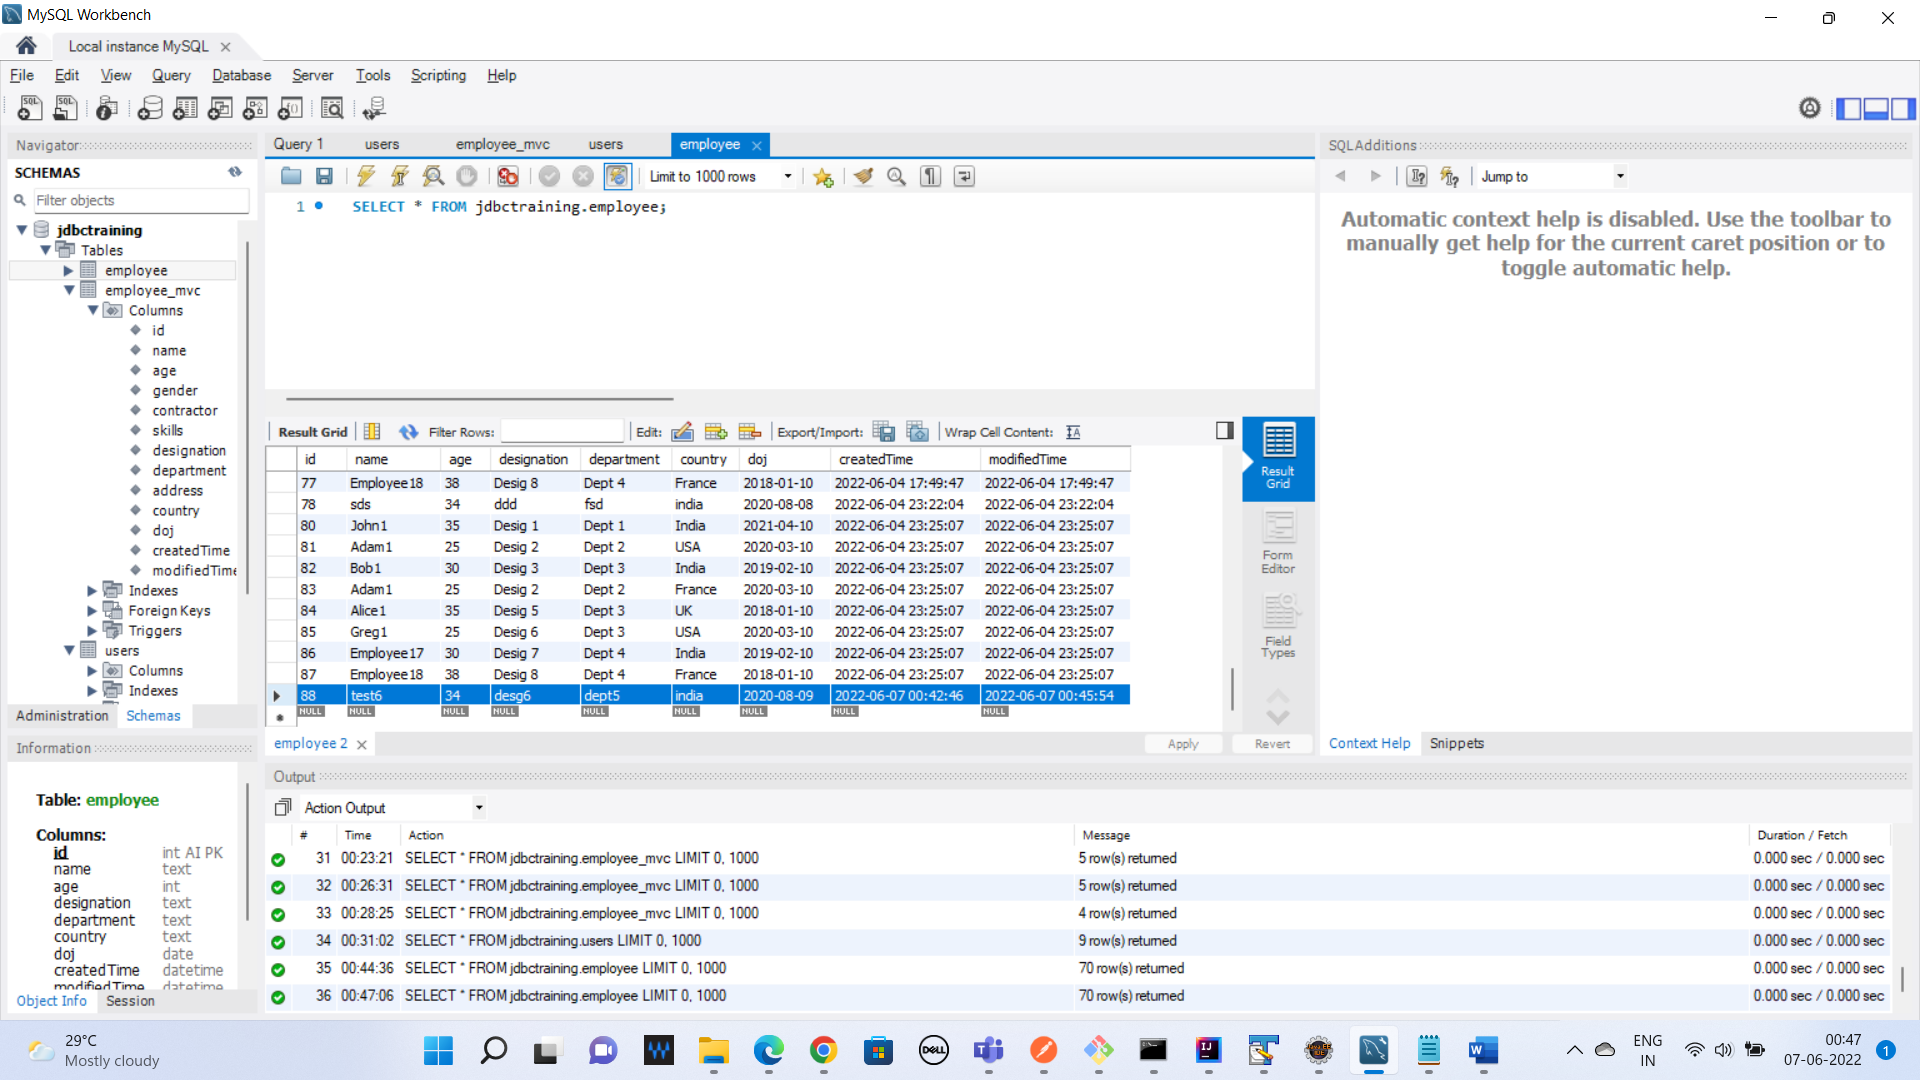 MySQL Workbench
Local instance MySQL
File Edit View Query Database Server Tools Scripting Help
Navigator
SCHEMAS
Filter objects
jdbctraining
Tables
employee
employee_mvc
Columns
id
name
age
gender
contractor
skills
designation
department
address
country
doj
createdTime
modifiedTime
Indexes
Foreign Keys
Triggers
users
Columns
Indexes
Administration Schemas
Information
Table: employee
Columns:
id int AI PK
name text
age int
designation text
department text
country text
doj date
createdTime datetime
modifiedTime datetime
Object Info Session
Query 1 users employee_mvc users employee
Limit to 1000 rows
1 SELECT * FROM jdbctraining.employee;
Result Grid Filter Rows: Edit: Export/Import: Wrap Cell Content:
id name age designation department country doj createdTime modifiedTime
77 Employee18 38 Desig 8 Dept 4 France 2018-01-10 2022-06-04 17:49:47 2022-06-04 17:49:47
78 sds 34 ddd fsd india 2020-08-08 2022-06-04 23:22:04 2022-06-04 23:22:04
80 John1 35 Desig 1 Dept 1 India 2021-04-10 2022-06-04 23:25:07 2022-06-04 23:25:07
81 Adam1 25 Desig 2 Dept 2 USA 2020-03-10 2022-06-04 23:25:07 2022-06-04 23:25:07
82 Bob1 30 Desig 3 Dept 3 India 2019-02-10 2022-06-04 23:25:07 2022-06-04 23:25:07
83 Adam1 25 Desig 2 Dept 2 France 2020-03-10 2022-06-04 23:25:07 2022-06-04 23:25:07
84 Alice1 35 Desig 5 Dept 3 UK 2018-01-10 2022-06-04 23:25:07 2022-06-04 23:25:07
85 Greg1 25 Desig 6 Dept 3 USA 2020-03-10 2022-06-04 23:25:07 2022-06-04 23:25:07
86 Employee17 30 Desig 7 Dept 4 India 2019-02-10 2022-06-04 23:25:07 2022-06-04 23:25:07
87 Employee18 38 Desig 8 Dept 4 France 2018-01-10 2022-06-04 23:25:07 2022-06-04 23:25:07
88 test6 34 desg6 dept5 india 2020-08-09 2022-06-07 00:42:46 2022-06-07 00:45:54
NULL NULL NULL NULL NULL NULL NULL NULL NULL
Result
Grid
Form
Editor
Field
Types
employee 2 Apply Revert
SQLAdditions
Jump to
Automatic context help is disabled. Use the toolbar to
manually get help for the current caret position or to
toggle automatic help.
Context Help Snippets
Output
Action Output
# Time Action Message Duration / Fetch
31 00:23:21 SELECT * FROM jdbctraining.employee_mvc LIMIT 0, 1000 5 row(s) returned 0.000 sec / 0.000 sec
32 00:26:31 SELECT * FROM jdbctraining.employee_mvc LIMIT 0, 1000 5 row(s) returned 0.000 sec / 0.000 sec
33 00:28:25 SELECT * FROM jdbctraining.employee_mvc LIMIT 0, 1000 4 row(s) returned 0.000 sec / 0.000 sec
34 00:31:02 SELECT * FROM jdbctraining.users LIMIT 0, 1000 9 row(s) returned 0.000 sec / 0.000 sec
35 00:44:36 SELECT * FROM jdbctraining.employee LIMIT 0, 1000 70 row(s) returned 0.000 sec / 0.000 sec
36 00:47:06 SELECT * FROM jdbctraining.employee LIMIT 0, 1000 70 row(s) returned 0.000 sec / 0.000 sec
29°C
Mostly cloudy
DELL
ENG
IN
00:47
07-06-2022
1